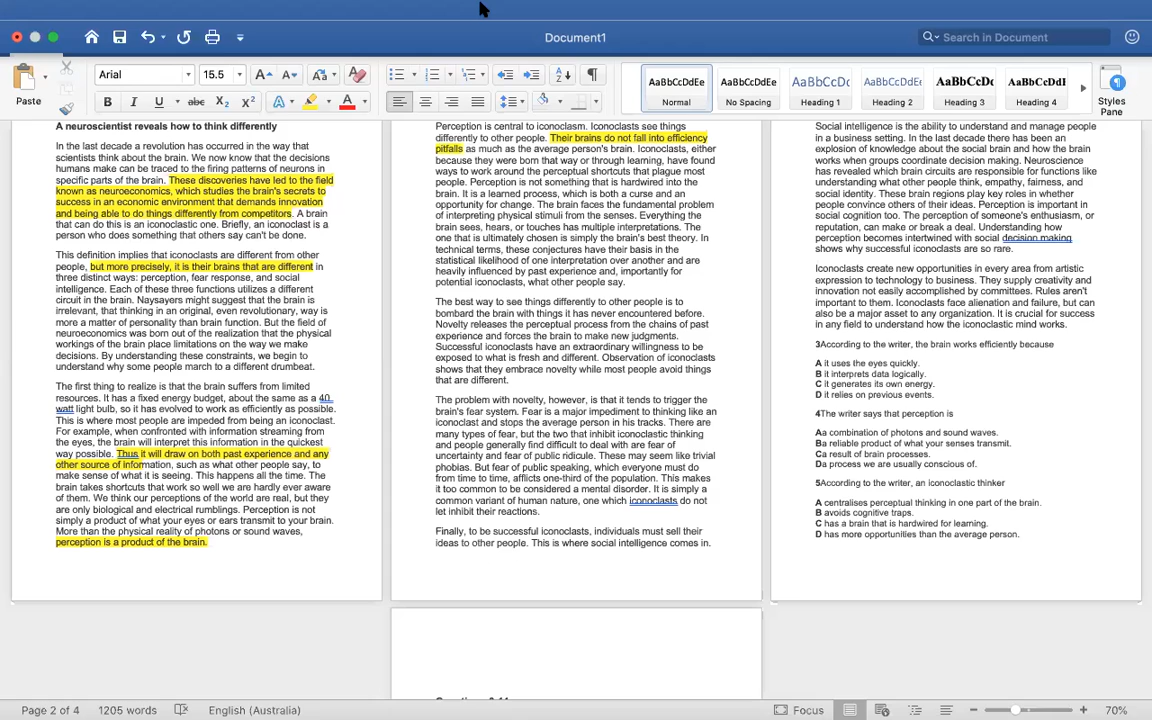 Document1
Search in Document
Paste
Arial
15.5
AaBbCcDdEe
AaBbCcDdEe
AaBbCcDc
AaBbCcDdEe
AaBbCcDc
AaBbCcDdI
Normal
No Spacing
Heading 1
Heading 2
Heading 3
Heading 4
Styles
Pane
A neuroscientist reveals how to think differently
In the last decade a revolution has occurred in the way that
scientists think about the brain. We now know that the decisions
humans make can be traced to the firing patterns of neurons in
specific parts of the brain. These discoveries have led to the field
known as neuroeconomics, which studies the brain's secrets to
success in an economic environment that demands innovation
and being able to do things differently from competitors. A brain
that can do this is an iconoclastic one. Briefly, an iconoclast is a
person who does something that others say can't be done.
This definition implies that iconoclasts are different from other
people, but more precisely, it is their brains that are different in
three distinct ways: perception, fear response, and social
intelligence. Each of these three functions utilizes a different
circuit in the brain. Naysayers might suggest that the brain is
irrelevant, that thinking in an original, even revolutionary, way is
more a matter of personality than brain function. But the field of
neuroeconomics was born out of the realization that the physical
workings of the brain place limitations on the way we make
decisions. By understanding these constraints, we begin to
understand why some people march to a different drumbeat.
The first thing to realize is that the brain suffers from limited
resources. It has a fixed energy budget, about the same as a 40
watt light bulb, so it has evolved to work as efficiently as possible.
This is where most people are impeded from being an iconoclast.
For example, when confronted with information streaming from
the eyes, the brain will interpret this information in the quickest
way possible. Thus it will draw on both past experience and any
other source of information, such as what other people say, to
make sense of what it is seeing. This happens all the time. The
brain takes shortcuts that work so well we are hardly ever aware
of them. We think our perceptions of the world are real, but they
are only biological and electrical rumblings. Perception is not
simply a product of what your eyes or ears transmit to your brain.
More than the physical reality of photons or sound waves,
perception is a product of the brain.
Perception is central to iconoclasm. Iconoclasts see things
differently to other people. Their brains do not fall into efficiency
pitfalls as much as the average person's brain. Iconoclasts, either
because they were born that way or through learning, have found
ways to work around the perceptual shortcuts that plague most
people. Perception is not something that is hardwired into the
brain. It is a learned process, which is both a curse and an
opportunity for change. The brain faces the fundamental problem
of interpreting physical stimuli from the senses. Everything the
brain sees, hears, or touches has multiple interpretations. The
one that is ultimately chosen is simply the brain's best theory. In
technical terms, these conjectures have their basis in the
statistical likelihood of one interpretation over another and are
heavily influenced by past experience and, importantly for
potential iconoclasts, what other people say.
The best way to see things differently to other people is to
bombard the brain with things it has never encountered before.
Novelty releases the perceptual process from the chains of past
experience and forces the brain to make new judgments.
Successful iconoclasts have an extraordinary willingness to be
exposed to what is fresh and different. Observation of iconoclasts
shows that they embrace novelty while most people avoid things
that are different.
The problem with novelty, however, is that it tends to trigger the
brain's fear system. Fear is a major impediment to thinking like an
iconoclast and stops the average person in his tracks. There are
many types of fear, but the two that inhibit iconoclastic thinking
and people generally find difficult to deal with are fear of
uncertainty and fear of public ridicule. These may seem like trivial
phobias. But fear of public speaking, which everyone must do
from time to time, afflicts one-third of the population. This makes
it too common to be considered a mental disorder. It is simply a
common variant of human nature, one which iconoclasts do not
let inhibit their reactions.
Finally, to be successful iconoclasts, individuals must sell their
ideas to other people. This is where social intelligence comes in.
Social intelligence is the ability to understand and manage people
in a business setting. In the last decade there has been an
explosion of knowledge about the social brain and how the brain
works when groups coordinate decision making. Neuroscience
has revealed which brain circuits are responsible for functions like
understanding what other people think, empathy, fairness, and
social identity. These brain regions play key roles in whether
people convince others of their ideas. Perception is important in
social cognition too. The perception of someone's enthusiasm, or
reputation, can make or break a deal. Understanding how
perception becomes intertwined with social decision making
shows why successful iconoclasts are so rare.
Iconoclasts create new opportunities in every area from artistic
expression to technology to business. They supply creativity and
innovation not easily accomplished by committees. Rules aren't
important to them. Iconoclasts face alienation and failure, but can
also be a major asset to any organization. It is crucial for success
in any field to understand how the iconoclastic mind works.
3According to the writer, the brain works efficiently because
A it uses the eyes quickly.
B it interprets data logically.
C it generates its own energy.
D it relies on previous events.
4The writer says that perception is
Aa combination of photons and sound waves.
Ba reliable product of what your senses transmit.
Ca result of brain processes.
Da process we are usually conscious of.
5According to the writer, an iconoclastic thinker
A centralises perceptual thinking in one part of the brain.
B avoids cognitive traps.
C has a brain that is hardwired for learning.
D has more opportunities than the average person.
Page 2 of 4
1205 words
English (Australia)
Focus
70%